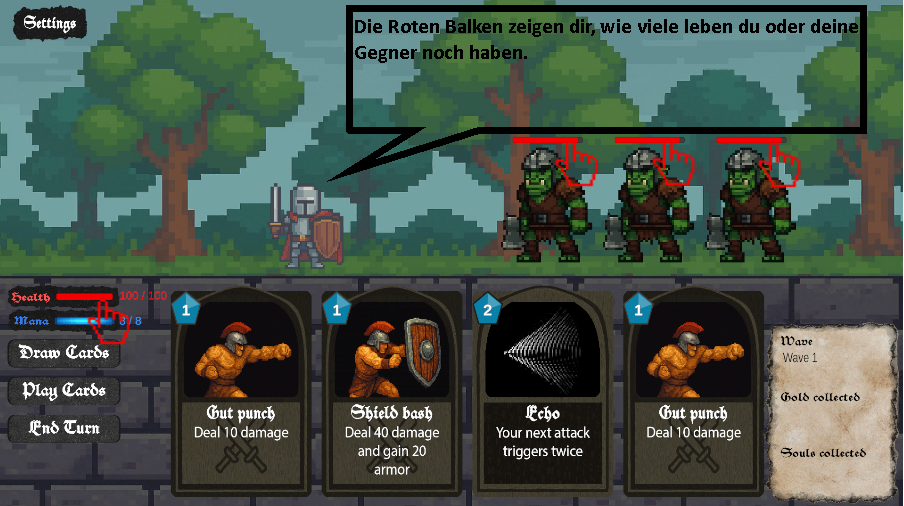 Settings
Die Roten Balken zeigen dir, wie viele leben du oder deine
Gegner noch haben.
Health 100 / 100
Mana 8 / 8
Draw Cards
Play Cards
End Turn
1
Gut punch
Deal 10 damage
1
Shield bash
Deal 40 damage
and gain 20
armor
2
Echo
Your next attack
triggers twice
1
Gut punch
Deal 10 damage
Wave
Wave 1
Gold collected
Souls collected